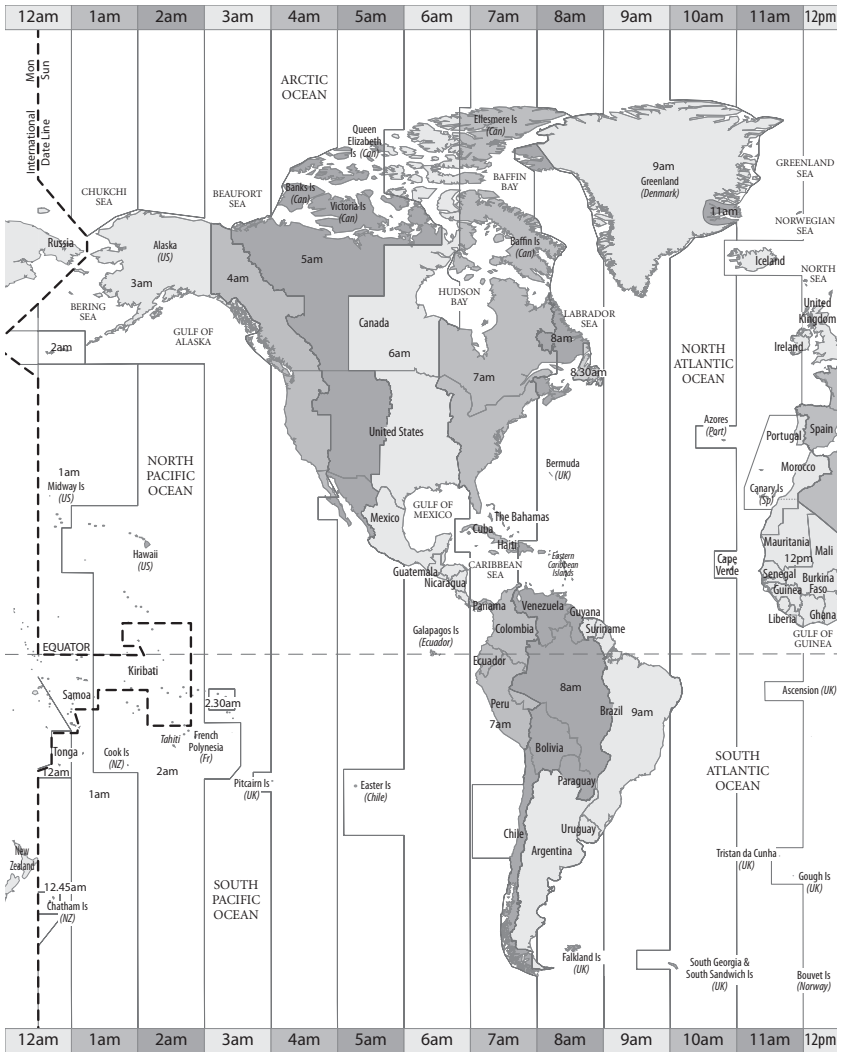 12am 1am 2am 3am 4am 5am 6am 7am 8am 9am 10am 11am 12pm
Mon
Sun
International
Date Line
ARCTIC
OCEAN
Queen
Elizabeth
Is (Can)
Ellesmere Is
(Can)
BAFFIN
BAY
9am
Greenland
(Denmark)
11am
GREENLAND
SEA
CHUKCHI
SEA
BEAUFORT
SEA
Banks Is
(Can)
Victoria Is
(Can)
Baffin Is
(Can)
NORWEGIAN
SEA
Russia
Alaska
(US)
3am
4am
5am
Iceland
NORTH
SEA
BERING
SEA
GULF OF
ALASKA
HUDSON
BAY
LABRADOR
SEA
United
Kingdom
Ireland
2am
Canada
6am
7am
8am
8.30am
NORTH
ATLANTIC
OCEAN
United States
Azores
(Port)
Portugal
Spain
1am
Midway Is
(US)
NORTH
PACIFIC
OCEAN
Bermuda
(UK)
Morocco
Canary Is
(Sp)
Mexico
GULF OF
MEXICO
The Bahamas
Cuba
Haiti
Hawaii
(US)
CARIBBEAN
SEA
Eastern
Caribbean
Islands
Cape
Verde
Mauritania
12pm
Mali
Senegal
Guinea
Burkina
Faso
Liberia
Ghana
GULF OF
GUINEA
Guatemala
Nicaragua
Panama
Venezuela
Guyana
Suriname
Colombia
EQUATOR
Galapagos Is
(Ecuador)
Ecuador
Kiribati
Samoa
2.30am
Peru
7am
8am
Brazil
9am
Ascension (UK)
Tonga
12am
Cook Is
(NZ)
Tahiti
French
Polynesia
(Fr)
2am
1am
Pitcairn Is
(UK)
Easter Is
(Chile)
Bolivia
Paraguay
SOUTH
ATLANTIC
OCEAN
Chile
Uruguay
Argentina
New
Zealand
12.45am
Chatham Is
(NZ)
SOUTH
PACIFIC
OCEAN
Tristan da Cunha
(UK)
Gough Is
(UK)
Falkland Is
(UK)
South Georgia &
South Sandwich Is
(UK)
Bouvet Is
(Norway)
12am 1am 2am 3am 4am 5am 6am 7am 8am 9am 10am 11am 12pm